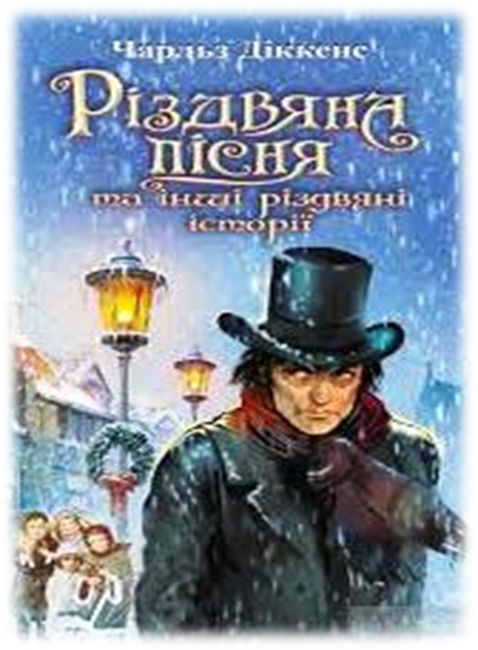 Чарльз Діккенс
Різдвяна
пісня
та інші різдвяні
історії